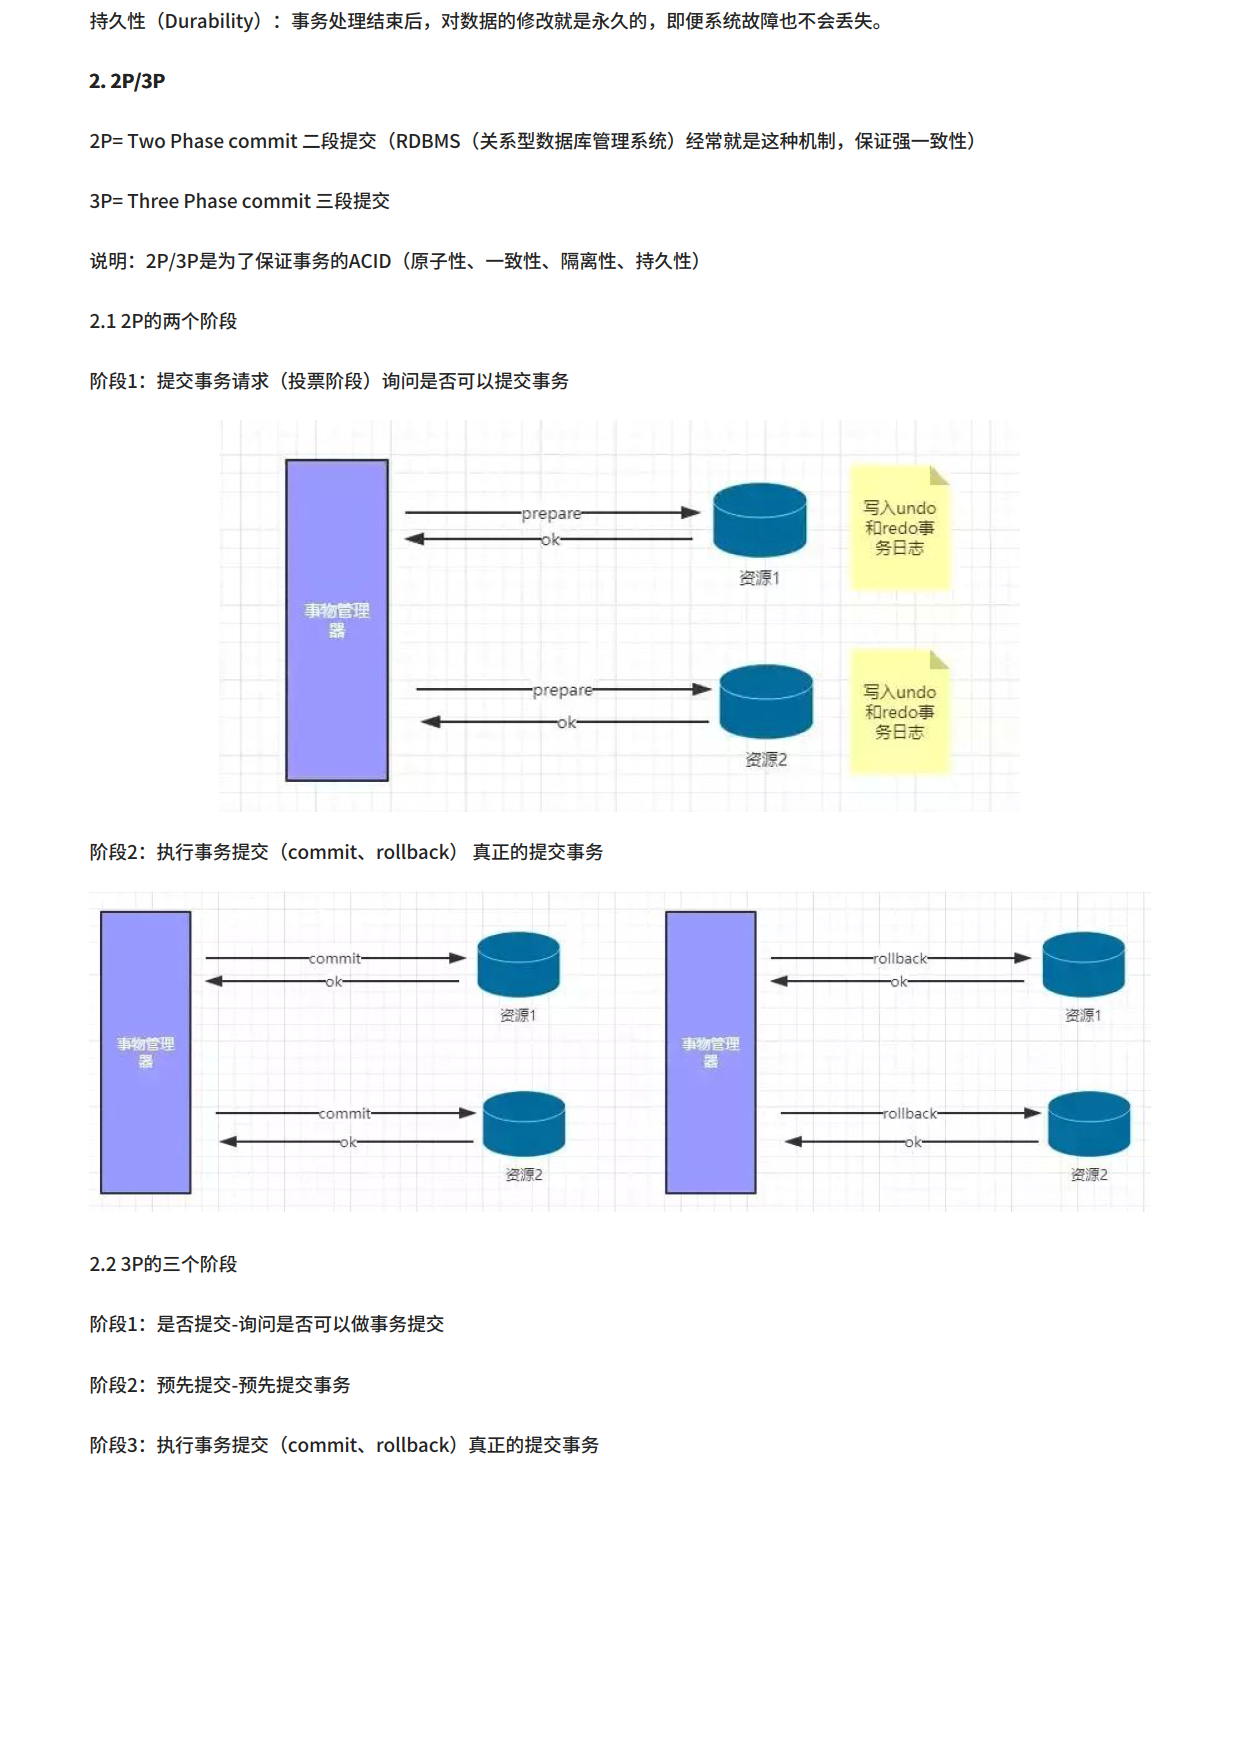 持久性（Durability）：事务处理结束后，对数据的修改就是永久的，即便系统故障也不会丢失。
2. 2P/3P
2P= Two Phase commit 二段提交（RDBMS（关系型数据库管理系统）经常就是这种机制，保证强一致性）
3P= Three Phase commit 三段提交
说明：2P/3P是为了保证事务的ACID（原子性、一致性、隔离性、持久性）
2.1 2P的两个阶段
阶段1：提交事务请求（投票阶段）询问是否可以提交事务
事物管理
器
prepare
ok
资源1
写入undo
和redo事
务日志
prepare
ok
资源2
写入undo
和redo事
务日志
阶段2：执行事务提交（commit、rollback） 真正的提交事务
事物管理
器
commit
ok
资源1
commit
ok
资源2
事物管理
器
rollback
ok
资源1
rollback
ok
资源2
2.2 3P的三个阶段
阶段1：是否提交-询问是否可以做事务提交
阶段2：预先提交-预先提交事务
阶段3：执行事务提交（commit、rollback）真正的提交事务